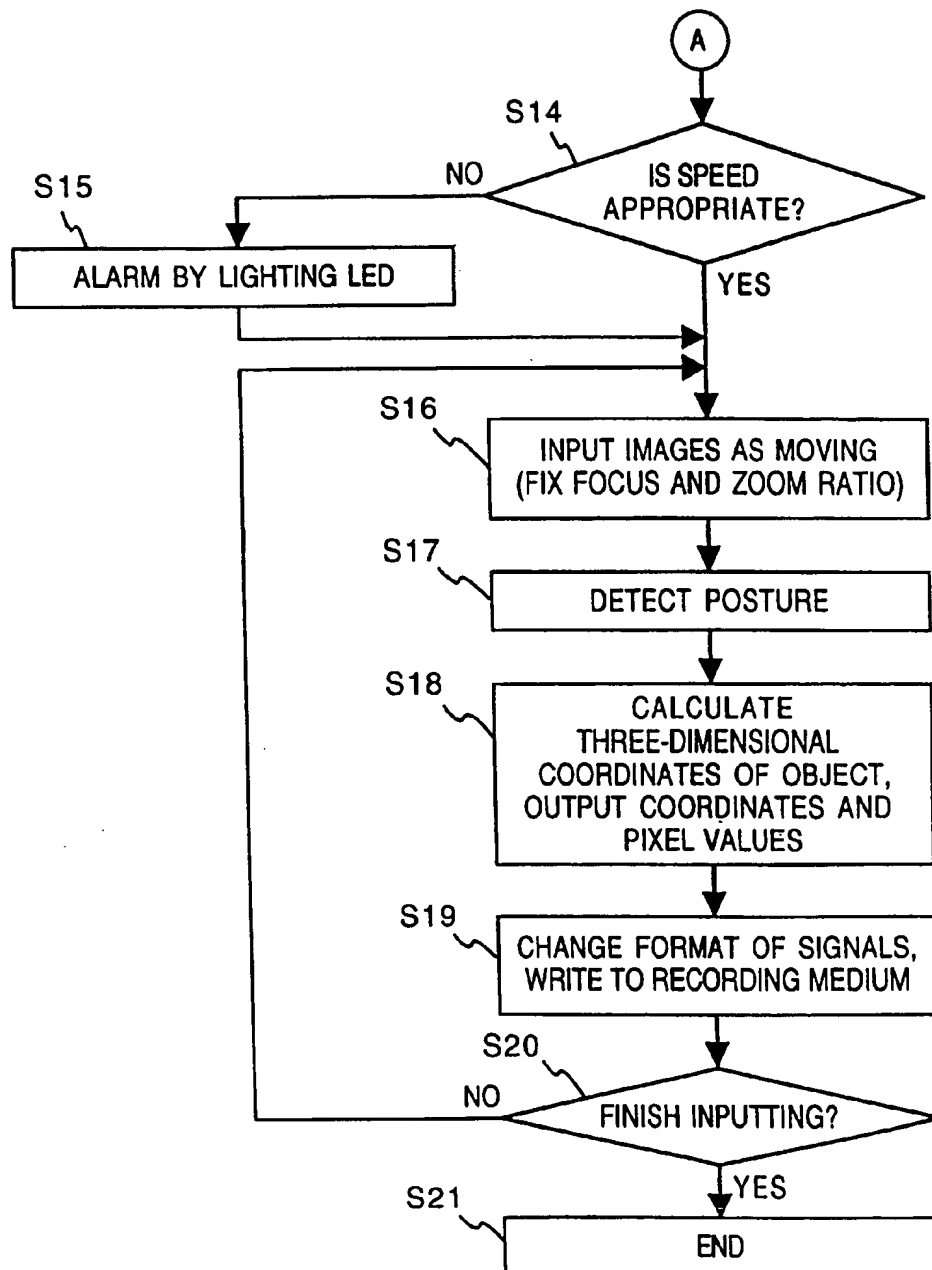 A
S14
IS SPEED
APPROPRIATE?
NO
S15
ALARM BY LIGHTING LED
YES
S16
INPUT IMAGES AS MOVING
(FIX FOCUS AND ZOOM RATIO)
S17
DETECT POSTURE
S18
CALCULATE
THREE-DIMENSIONAL
COORDINATES OF OBJECT,
OUTPUT COORDINATES AND
PIXEL VALUES
S19
CHANGE FORMAT OF SIGNALS,
WRITE TO RECORDING MEDIUM
S20
NO
FINISH INPUTTING?
YES
S21
END